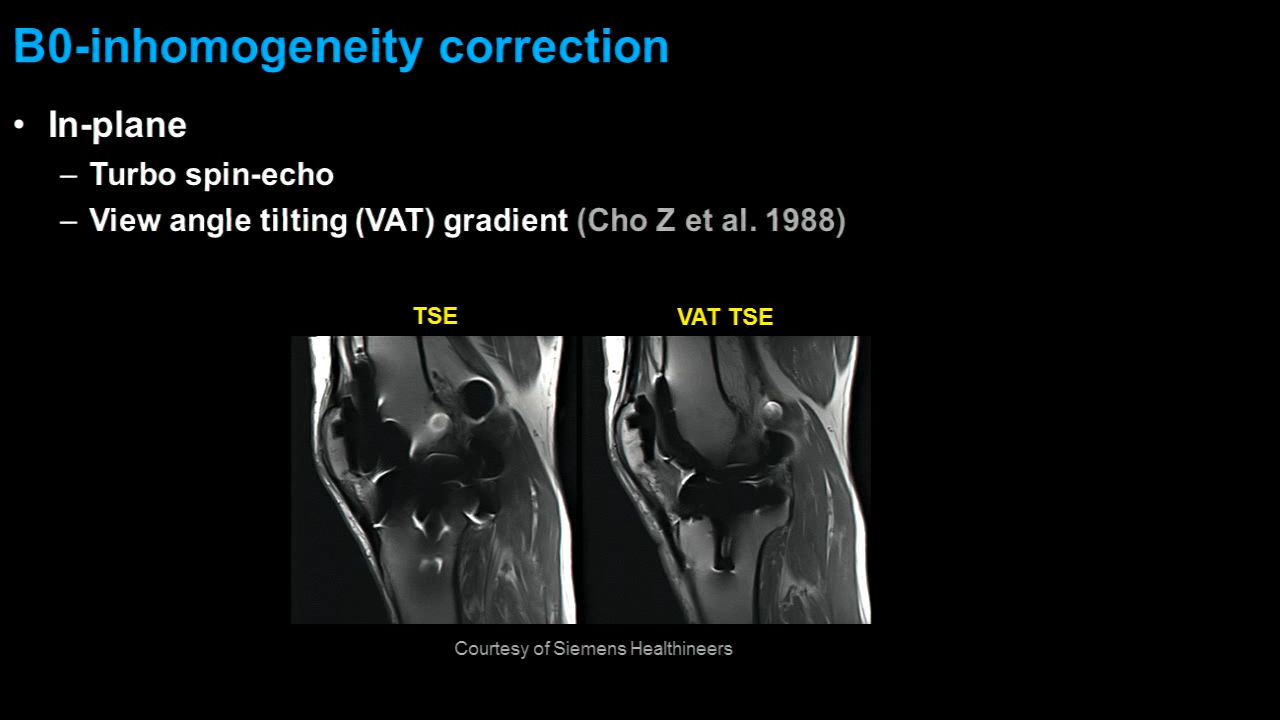 B0-inhomogeneity correction
• In-plane
– Turbo spin-echo
– View angle tilting (VAT) gradient (Cho Z et al. 1988)
TSE
VAT TSE
Courtesy of Siemens Healthineers